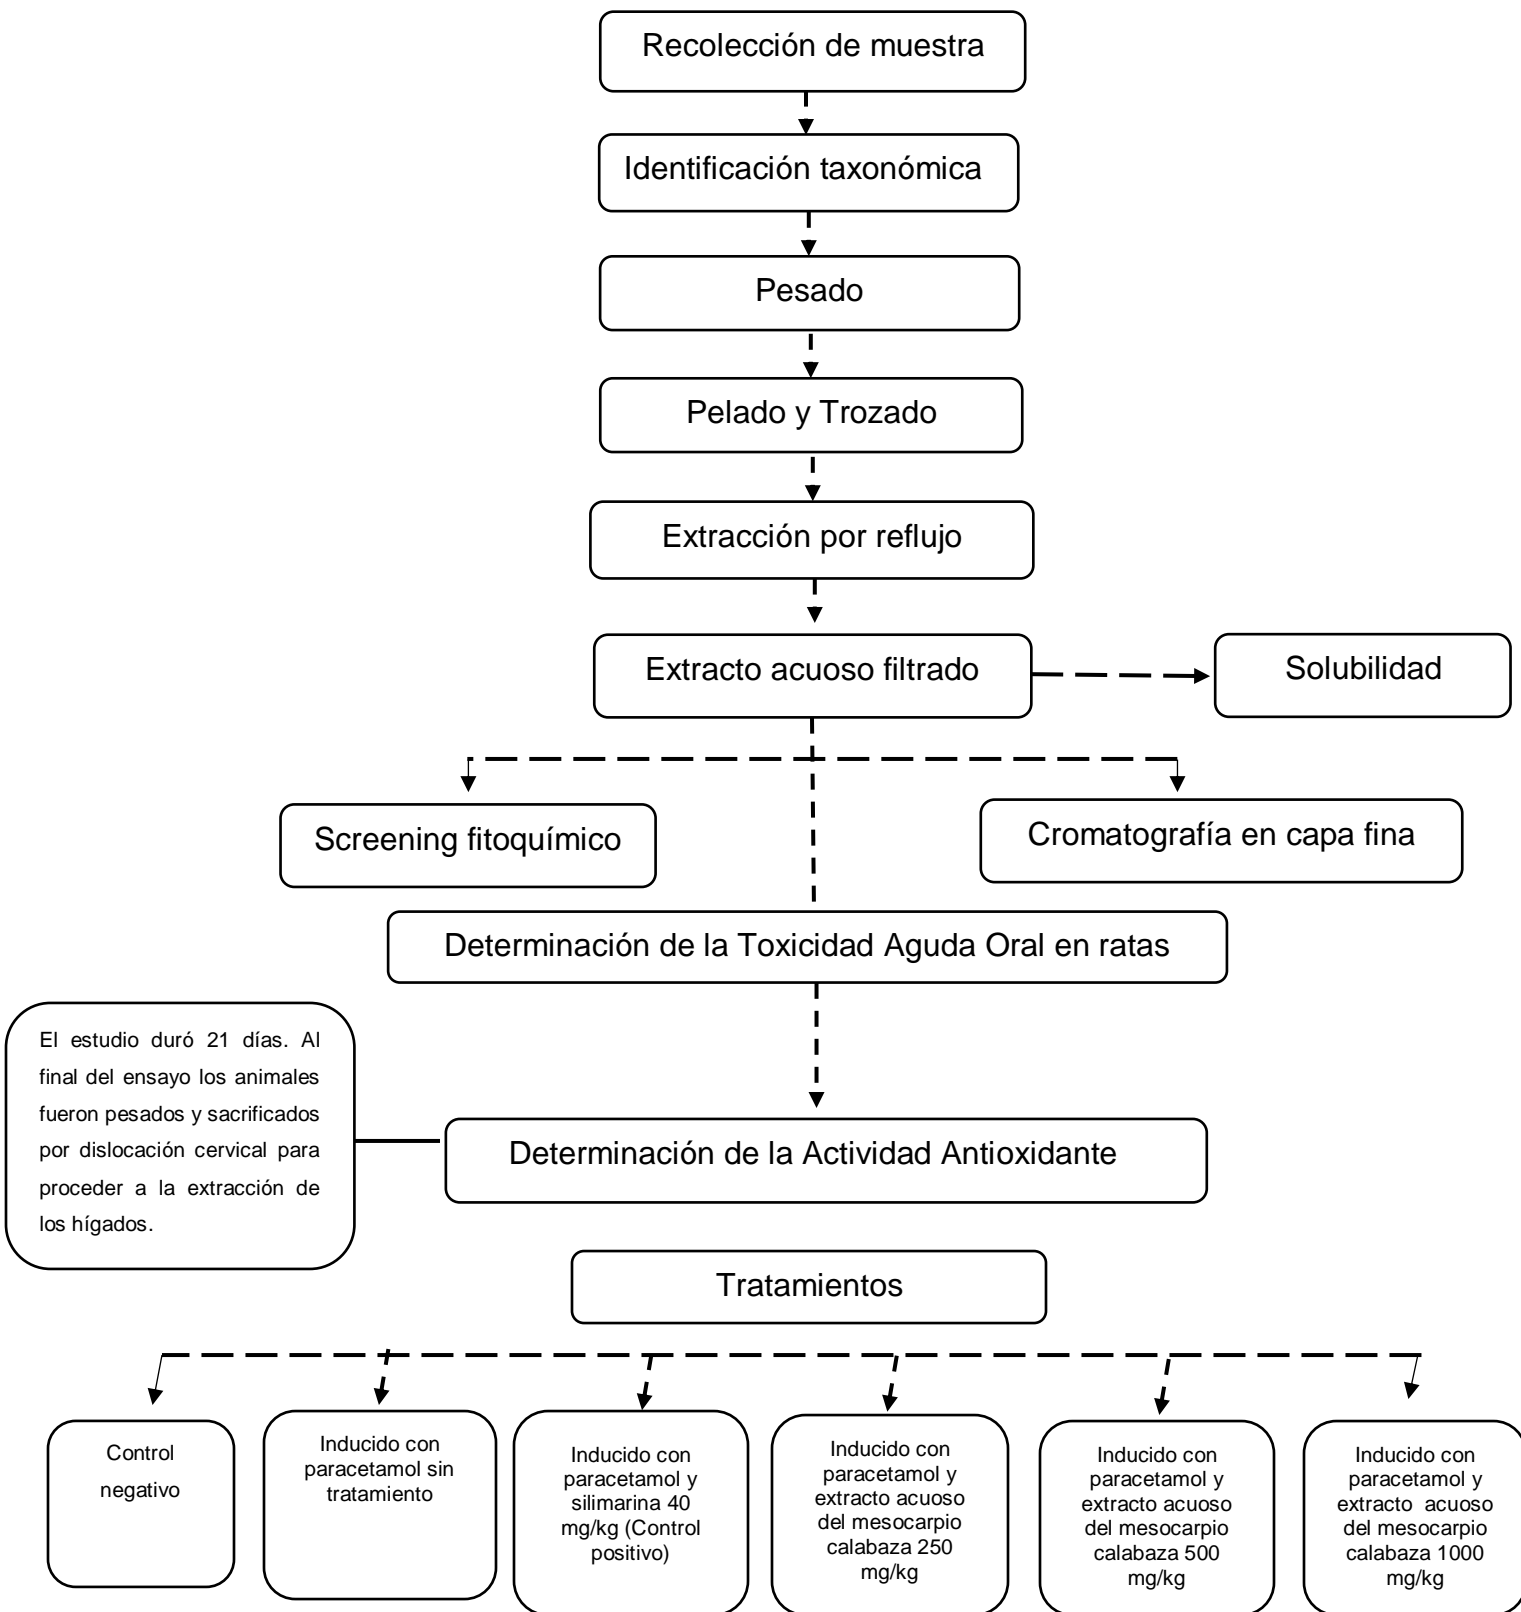 Recolección de muestra
Identificación taxonómica
Pesado
Pelado y Trozado
Extracción por reflujo
Extracto acuoso filtrado
Solubilidad
Screening fitoquímico
Cromatografía en capa fina
Determinación de la Toxicidad Aguda Oral en ratas
El estudio duró 21 días. Al
final del ensayo los animales
fueron pesados y sacrificados
por dislocación cervical para
proceder a la extracción de
los hígados.
Determinación de la Actividad Antioxidante
Tratamientos
Control
negativo
Inducido con
paracetamol sin
tratamiento
Inducido con
paracetamol y
silimarina 40
mg/kg (Control
positivo)
Inducido con
paracetamol y
extracto acuoso
del mesocarpio
calabaza 250
mg/kg
Inducido con
paracetamol y
extracto acuoso
del mesocarpio
calabaza 500
mg/kg
Inducido con
paracetamol y
extracto acuoso
del mesocarpio
calabaza 1000
mg/kg